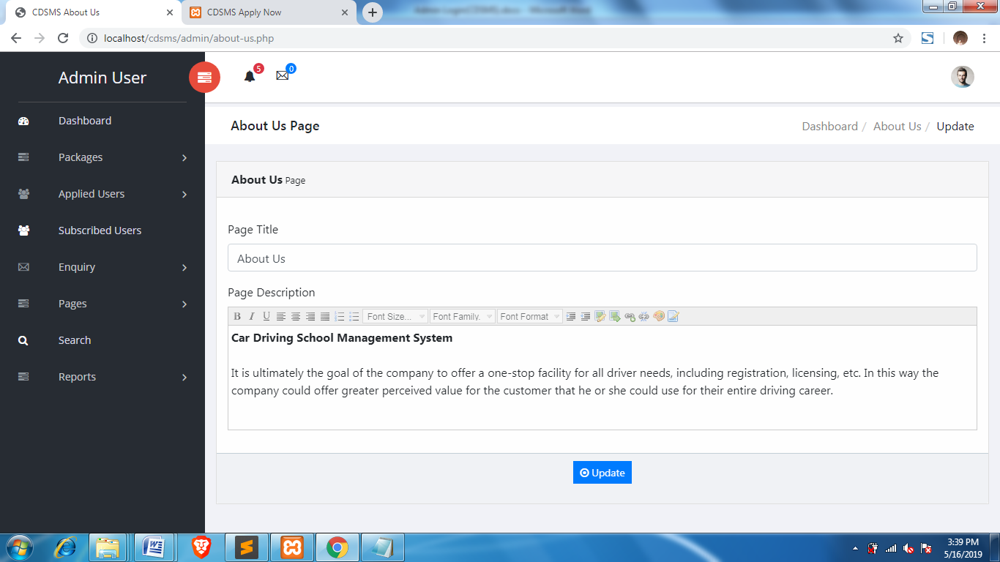 CDSMS About Us
CDSMS Apply Now
localhost/cdsms/admin/about-us.php
Admin User
5
0
Dashboard
Packages
Applied Users
Subscribed Users
Enquiry
Pages
Search
Reports
About Us Page
Dashboard / About Us / Update
About Us Page
Page Title
About Us
Page Description
B I U Font Size... Font Family. Font Format
Car Driving School Management System
It is ultimately the goal of the company to offer a one-stop facility for all driver needs, including registration, licensing, etc. In this way the
company could offer greater perceived value for the customer that he or she could use for their entire driving career.
Update
3:39 PM
5/16/2019